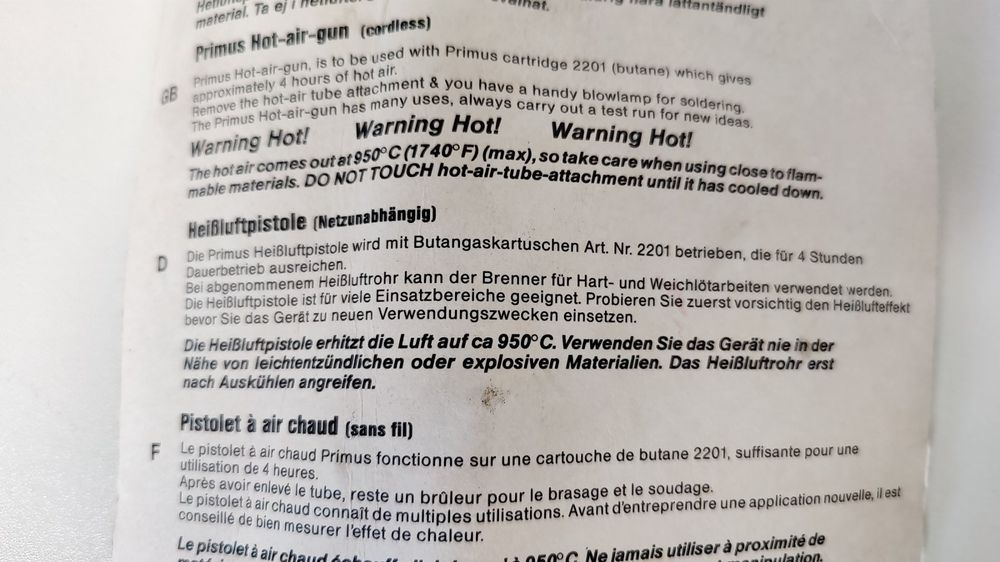 material. Ta ej i
lättantändligt
Primus Hot-air-gun (cordless)
GB
Primus Hot-air-gun, is to be used with Primus cartridge 2201 (butane) which gives
approximately 4 hours of hot air.
Remove the hot-air tube attachment & you have a handy blowlamp for soldering.
The Primus Hot-air-gun has many uses, always carry out a test run for new ideas.
Warning Hot! Warning Hot! Warning Hot!
The hot air comes out at 950°C (1740°F) (max), so take care when using close to flam-
mable materials. DO NOT TOUCH hot-air-tube-attachment until it has cooled down.
Heißluftpistole (Netzunabhängig)
D
Die Primus Heißluftpistole wird mit Butangaskartuschen Art. Nr. 2201 betrieben, die für 4 Stunden
Dauerbetrieb ausreichen.
Bei abgenommenem Heißluftrohr kann der Brenner für Hart- und Weichlötarbeiten verwendet werden.
Die Heißluftpistole ist für viele Einsatzbereiche geeignet. Probieren Sie zuerst vorsichtig den Heißlufteffekt
bevor Sie das Gerät zu neuen Verwendungszwecken einsetzen.
Die Heißluftpistole erhitzt die Luft auf ca 950°C. Verwenden Sie das Gerät nie in der
Nähe von leichtentzündlichen oder explosiven Materialien. Das Heißluftrohr erst
nach Auskühlen angreifen.
Pistolet à air chaud (sans fil)
F
Le pistolet à air chaud Primus fonctionne sur une cartouche de butane 2201, suffisante pour une
utilisation de 4 heures.
Après avoir enlevé le tube, reste un brûleur pour le brasage et le soudage.
Le pistolet à air chaud connaît de multiples utilisations. Avant d'entreprendre une application nouvelle, il est
conseillé de bien mesurer l'effet de chaleur.
Le pistolet à air chaud à 950°C. Ne jamais utiliser à proximité de